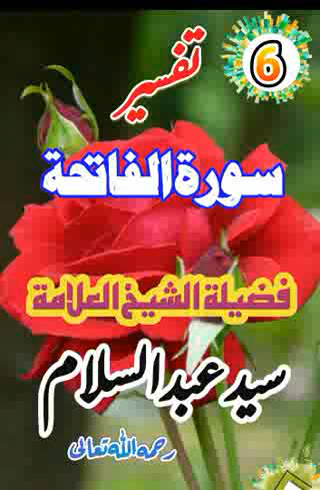 6
تفسير
سورة الفاتحة
فضيلة الشيخ العلامة
سيد عبد السلام
رحمه الله تعالى